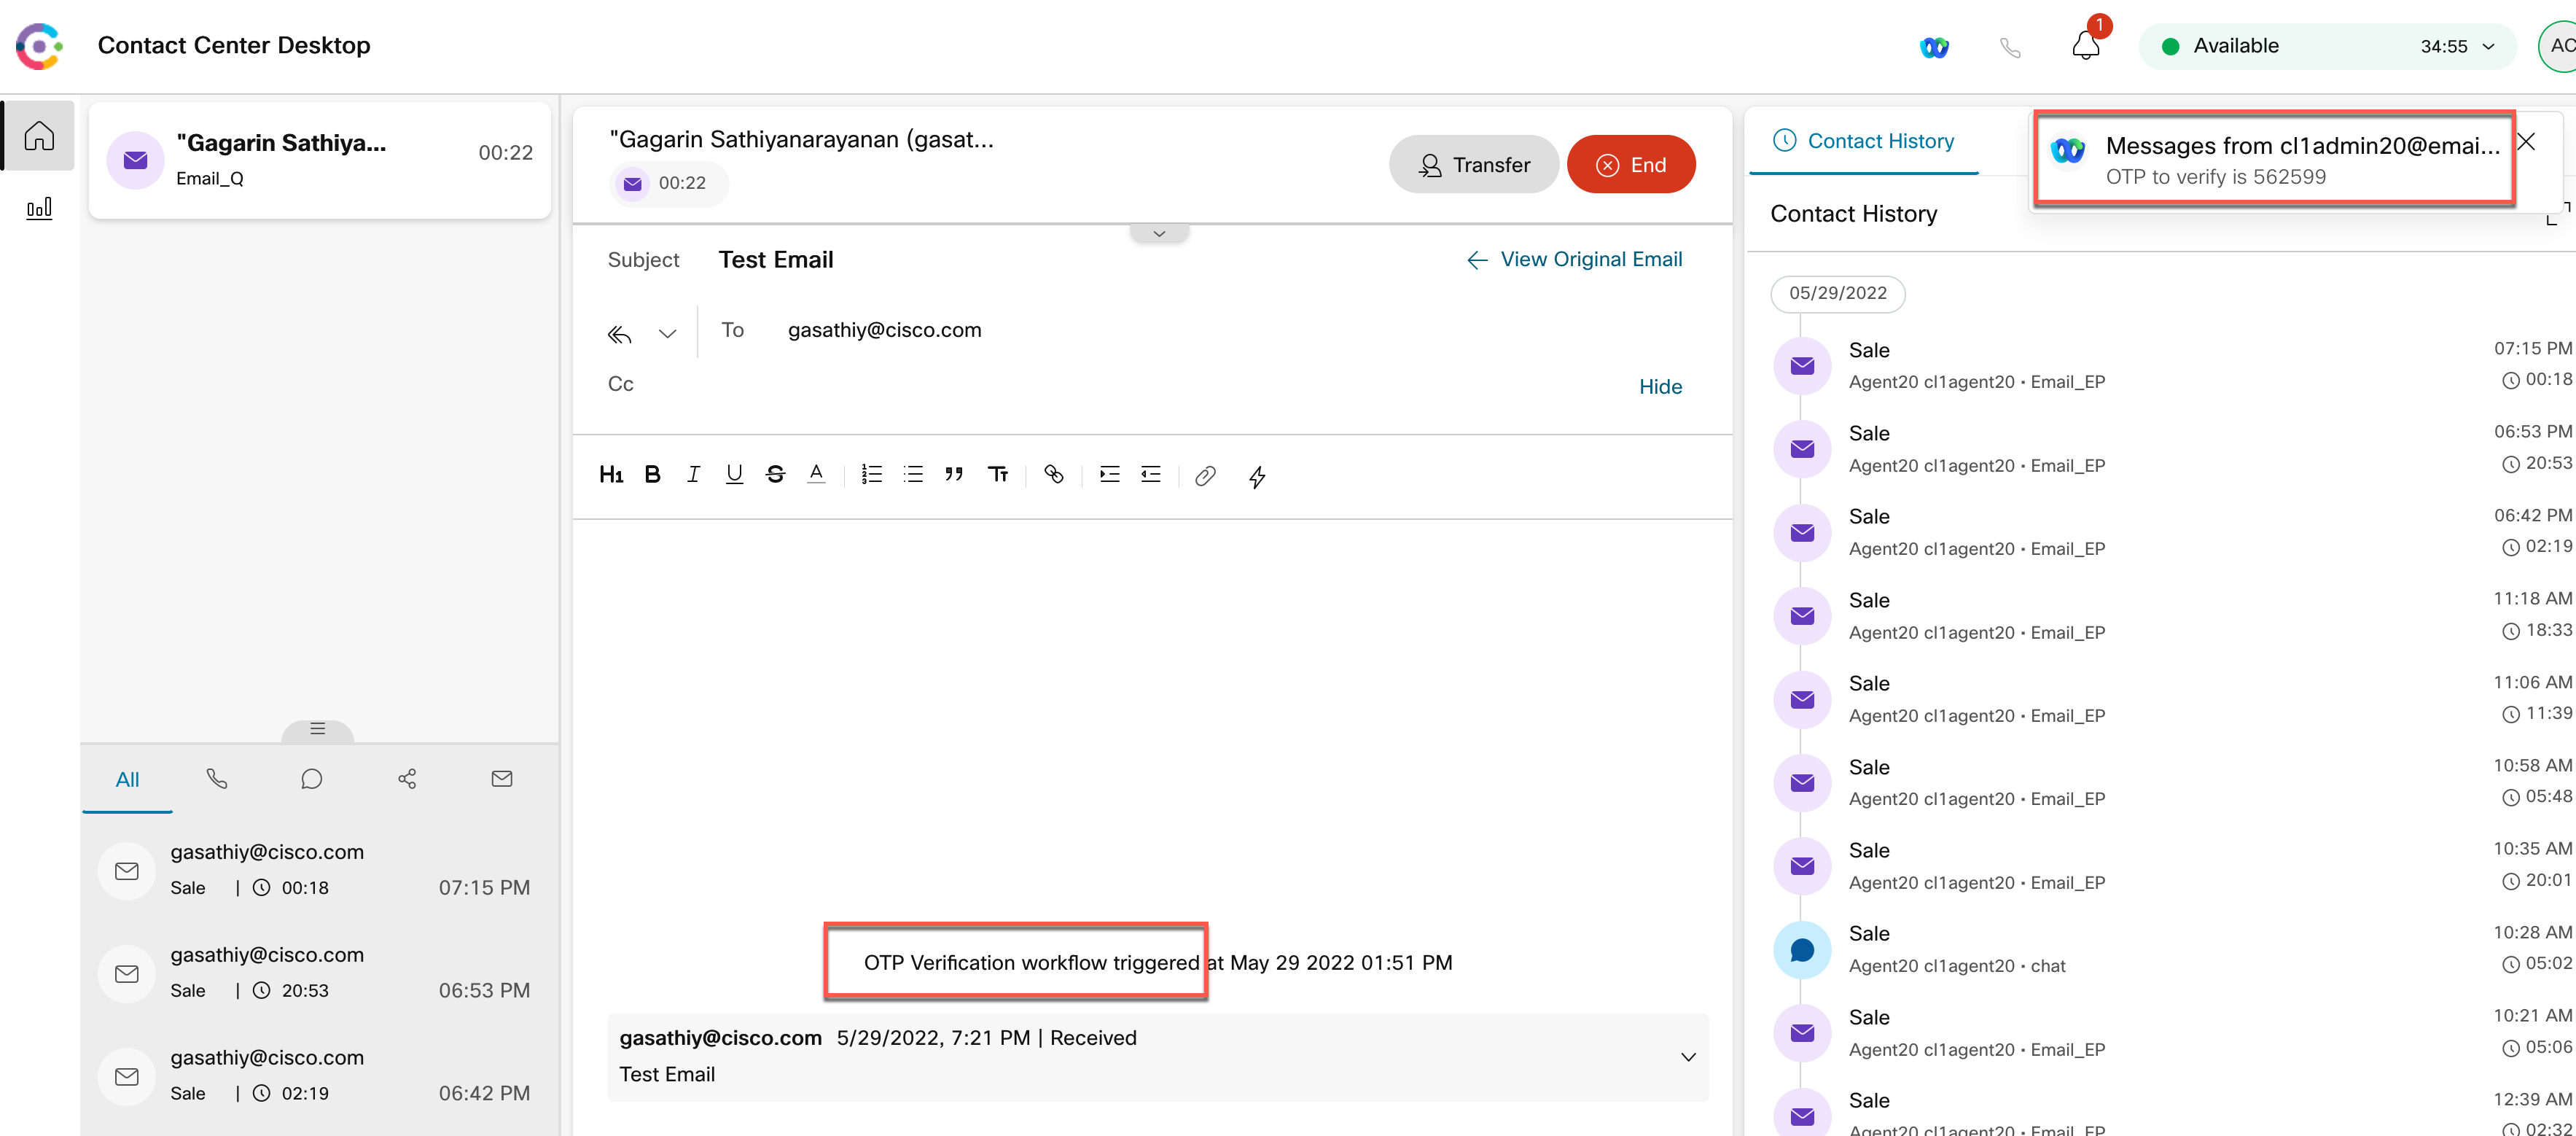 Contact Center Desktop
1
Available
34:55
AC
"Gagarin Sathiya...
00:22
Email_Q
"Gagarin Sathiyanarayanan (gasat...
00:22
Transfer
End
Subject
Test Email
View Original Email
To
gasathiy@cisco.com
Cc
Hide
H1 B I U S A
Tт
OTP Verification workflow triggered at May 29 2022 01:51 PM
gasathiy@cisco.com 5/29/2022, 7:21 PM | Received
Test Email
All
gasathiy@cisco.com
Sale | 00:18 07:15 PM
gasathiy@cisco.com
Sale | 20:53 06:53 PM
gasathiy@cisco.com
Sale | 02:19 06:42 PM
Contact History
Messages from cl1admin20@emai...
OTP to verify is 562599
Contact History
05/29/2022
Sale 07:15 PM
Agent20 cl1agent20 • Email_EP 00:18
Sale 06:53 PM
Agent20 cl1agent20 • Email_EP 20:53
Sale 06:42 PM
Agent20 cl1agent20 • Email_EP 02:19
Sale 11:18 AM
Agent20 cl1agent20 • Email_EP 18:33
Sale 11:06 AM
Agent20 cl1agent20 • Email_EP 11:39
Sale 10:58 AM
Agent20 cl1agent20 • Email_EP 05:48
Sale 10:35 AM
Agent20 cl1agent20 • Email_EP 20:01
Sale 10:28 AM
Agent20 cl1agent20 • chat 05:02
Sale 10:21 AM
Agent20 cl1agent20 • Email_EP 05:06
Sale 12:39 AM
Agent20 cl1agent20 • Email_EP 02:32